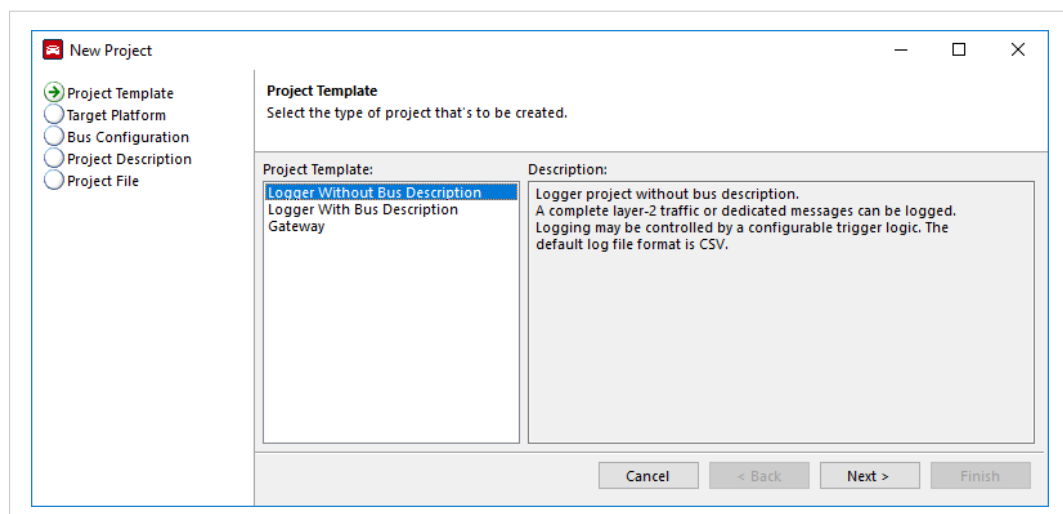 New Project
Project Template
Target Platform
Bus Configuration
Project Description
Project File
Project Template
Select the type of project that's to be created.
Project Template:
Logger Without Bus Description
Logger With Bus Description
Gateway
Description:
Logger project without bus description.
A complete layer-2 traffic or dedicated messages can be logged.
Logging may be controlled by a configurable trigger logic. The
default log file format is CSV.
Cancel
< Back
Next >
Finish